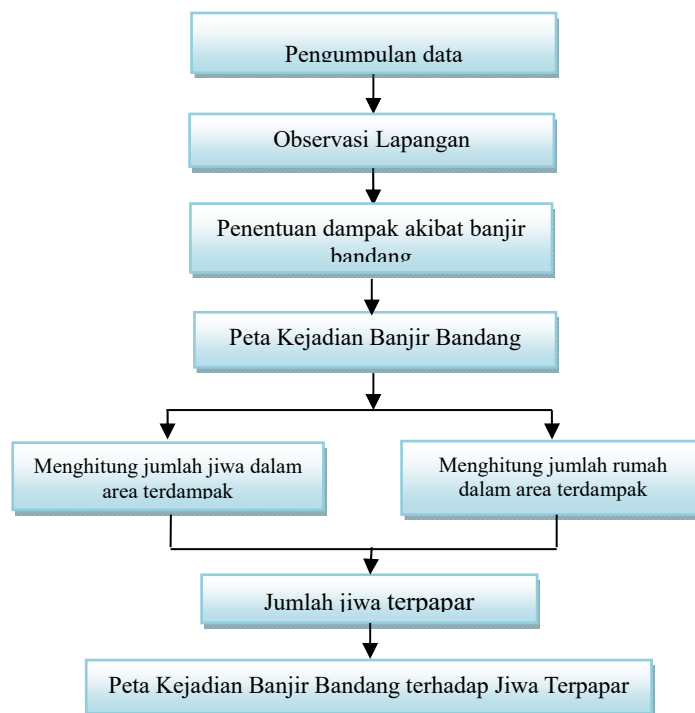 Pengumpulan data
Observasi Lapangan
Penentuan dampak akibat banjir
bandang
Peta Kejadian Banjir Bandang
Menghitung jumlah jiwa dalam
area terdampak
Menghitung jumlah rumah
dalam area terdampak
Jumlah jiwa terpapar
Peta Kejadian Banjir Bandang terhadap Jiwa Terpapar